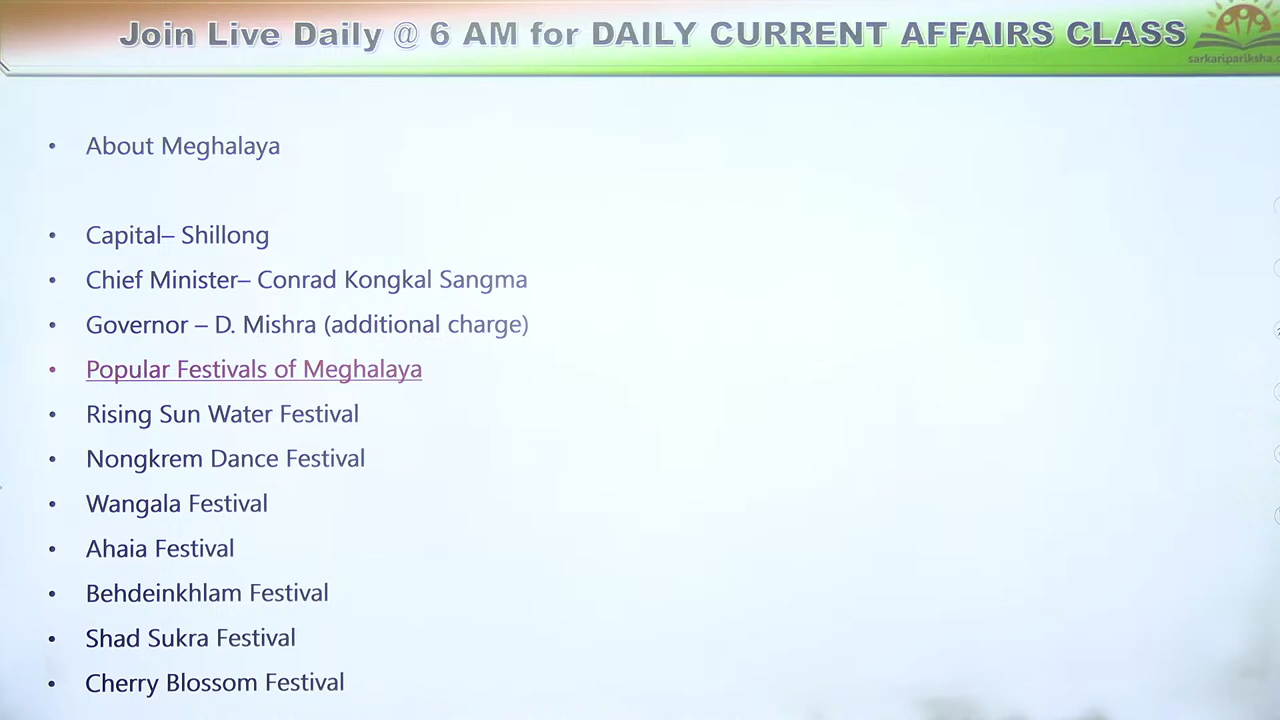 Join Live Daily @ 6 AM for DAILY CURRENT AFFAIRS CLASS
• About Meghalaya
• Capital– Shillong
• Chief Minister– Conrad Kongkal Sangma
• Governor – D. Mishra (additional charge)
• Popular Festivals of Meghalaya
• Rising Sun Water Festival
• Nongkrem Dance Festival
• Wangala Festival
• Ahaia Festival
• Behdeinkhlam Festival
• Shad Sukra Festival
• Cherry Blossom Festival